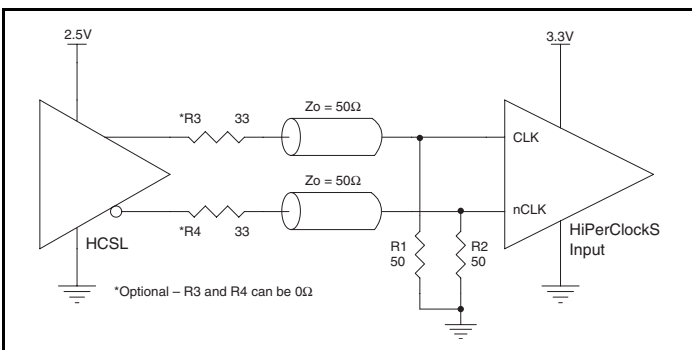 2.5V
3.3V
*R3 33
Zo = 50Ω
CLK
*R4 33
Zo = 50Ω
nCLK
HCSL
R1
50
R2
50
HiPerClockS
Input
*Optional – R3 and R4 can be 0Ω